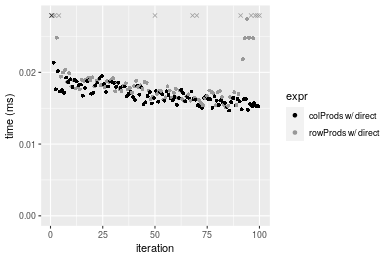 0.02
0.01
0.00
time (ms)
0
25
50
75
100
iteration
expr
colProds w/ direct
rowProds w/ direct